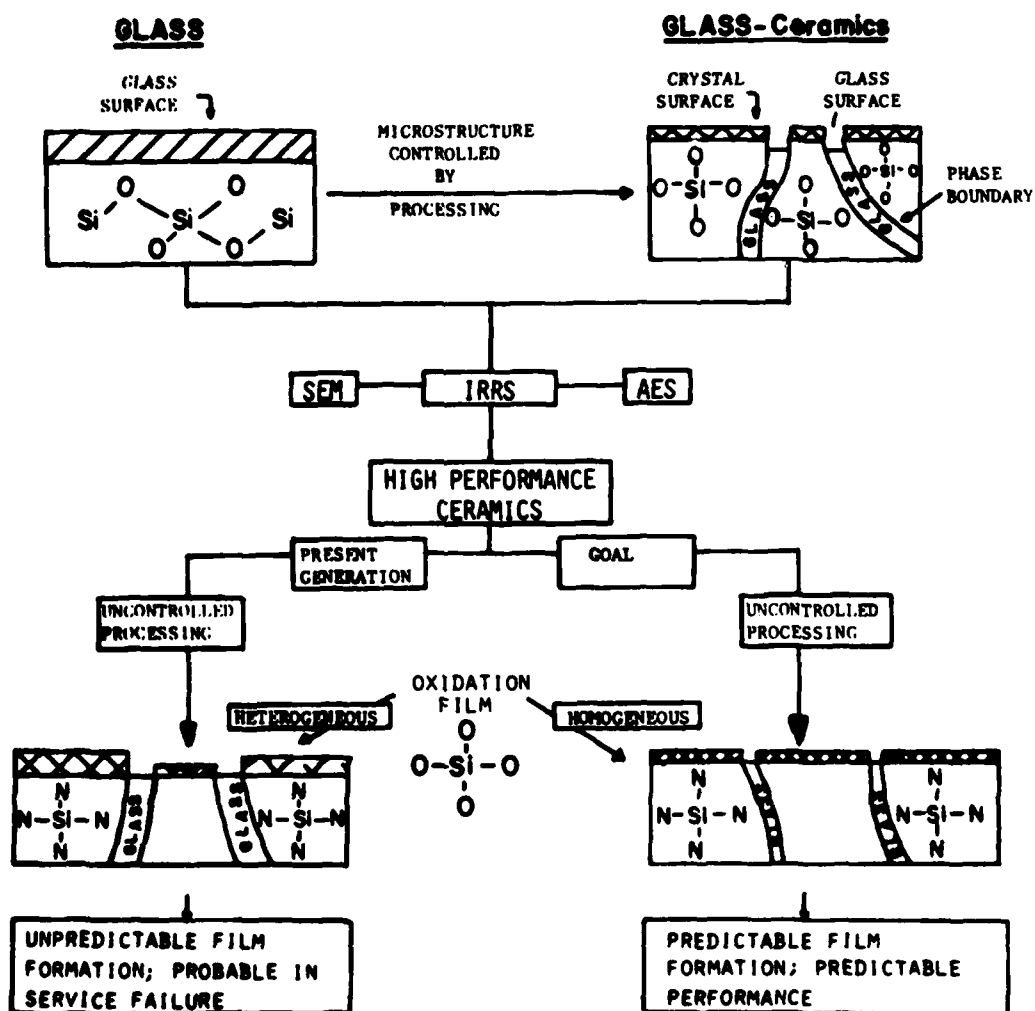 GLASS
GLASS-Ceramics
GLASS
SURFACE
CRYSTAL
SURFACE
GLASS
SURFACE
MICROSTRUCTURE
CONTROLLED
BY
PROCESSING
PHASE
BOUNDARY
O O
Si Si Si
O O
O
O-Si-O
O
GLASS
O
O-Si-O
O
GLASS
O
O-Si-O
O
SEM
IRRS
AES
HIGH PERFORMANCE
CERAMICS
PRESENT
GENERATION
GOAL
UNCONTROLLED
PROCESSING
UNCONTROLLED
PROCESSING
OXIDATION
FILM
HETEROGENEOUS
HOMOGENEOUS
O
O-Si-O
O
N
N-Si-N
N
GLASS
GLASS
N
N-Si-N
N
N
N-Si-N
N
N
N-Si-N
N
UNPREDICTABLE FILM
FORMATION; PROBABLE IN
SERVICE FAILURE
PREDICTABLE FILM
FORMATION; PREDICTABLE
PERFORMANCE